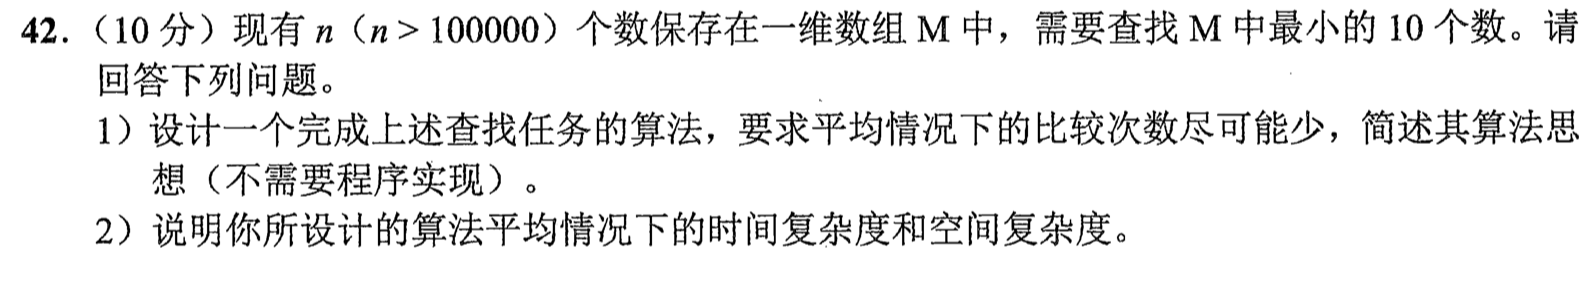 42.（10 分）现有 n（n > 100000）个数保存在一维数组 M 中，需要查找 M 中最小的 10 个数。请
回答下列问题。
1）设计一个完成上述查找任务的算法，要求平均情况下的比较次数尽可能少，简述其算法思
想（不需要程序实现）。
2）说明你所设计的算法平均情况下的时间复杂度和空间复杂度。